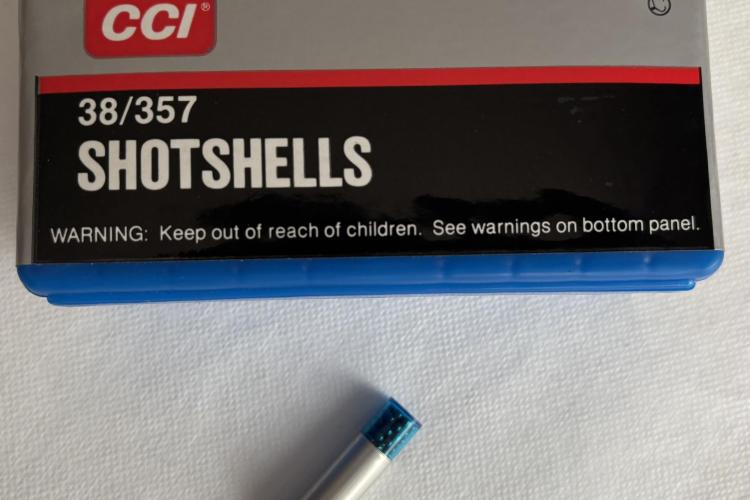 CCI®
38/357
SHOTSHELLS
WARNING: Keep out of reach of children. See warnings on bottom panel.